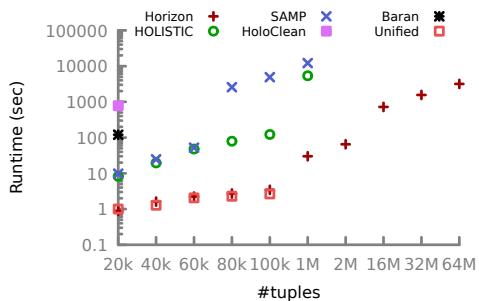 Horizon SAMP Baran
HOLISTIC HoloClean Unified
100000
10000
1000
100
10
1
0.1
Runtime (sec)
20k 40k 60k 80k 100k 1M 2M 16M 32M 64M
#tuples